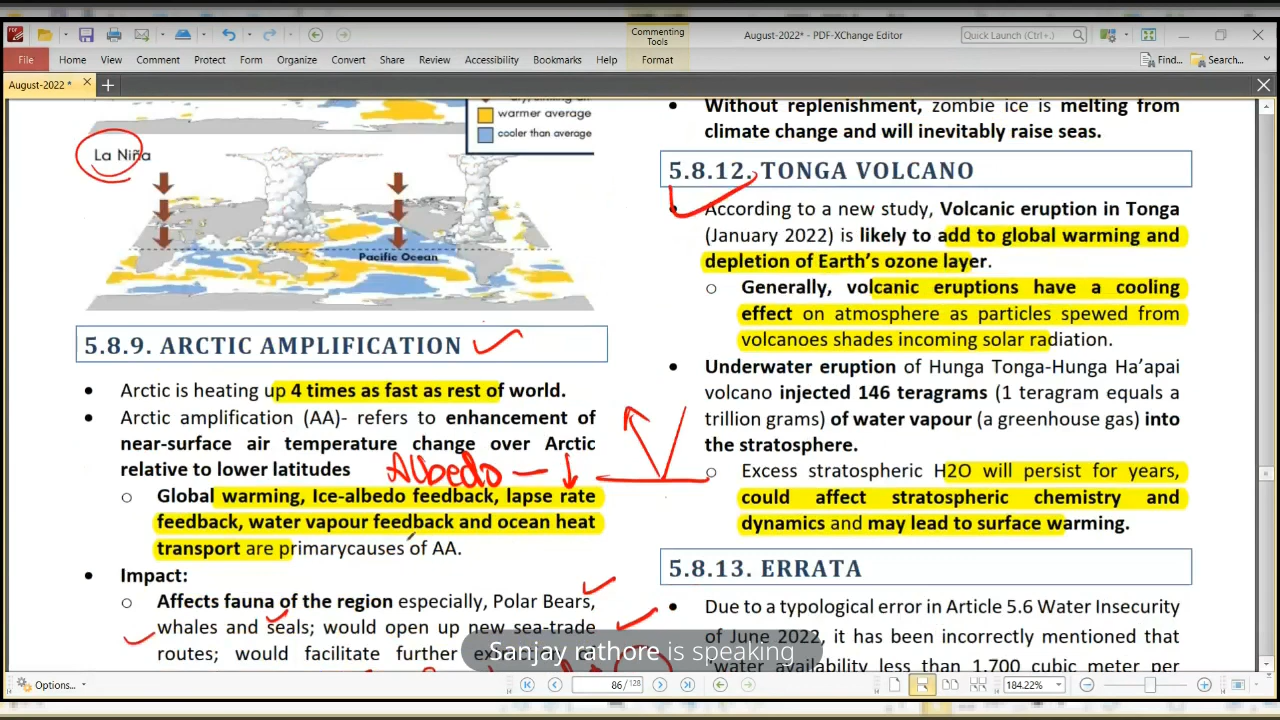 Commenting
Tools
August-2022* - PDF-XChange Editor
Quick Launch (Ctrl+.)
File
Home
View
Comment
Protect
Form
Organize
Convert
Share
Review
Accessibility
Bookmarks
Help
Format
Find...
Search...
August-2022 *
warmer average
cooler than average
La Niña
Pacific Ocean
5.8.9. ARCTIC AMPLIFICATION
• Arctic is heating up 4 times as fast as rest of world.
• Arctic amplification (AA)- refers to enhancement of
near-surface air temperature change over Arctic
relative to lower latitudes
Albedo –
o Global warming, Ice-albedo feedback, lapse rate
feedback, water vapour feedback and ocean heat
transport are primarycauses of AA.
• Impact:
o Affects fauna of the region especially, Polar Bears,
whales and seals; would open up new sea-trade
routes; would facilitate further
• Without replenishment, zombie ice is melting from
climate change and will inevitably raise seas.
5.8.12. TONGA VOLCANO
• According to a new study, Volcanic eruption in Tonga
(January 2022) is likely to add to global warming and
depletion of Earth’s ozone layer.
o Generally, volcanic eruptions have a cooling
effect on atmosphere as particles spewed from
volcanoes shades incoming solar radiation.
• Underwater eruption of Hunga Tonga-Hunga Ha’apai
volcano injected 146 teragrams (1 teragram equals a
trillion grams) of water vapour (a greenhouse gas) into
the stratosphere.
o Excess stratospheric H2O will persist for years,
could affect stratospheric chemistry and
dynamics and may lead to surface warming.
5.8.13. ERRATA
• Due to a typological error in Article 5.6 Water Insecurity
of June 2022, it has been incorrectly mentioned that
‘water availability less than 1,700 cubic meter per
Sanjay rathore is speaking
Options...
86 / 128
184.22%